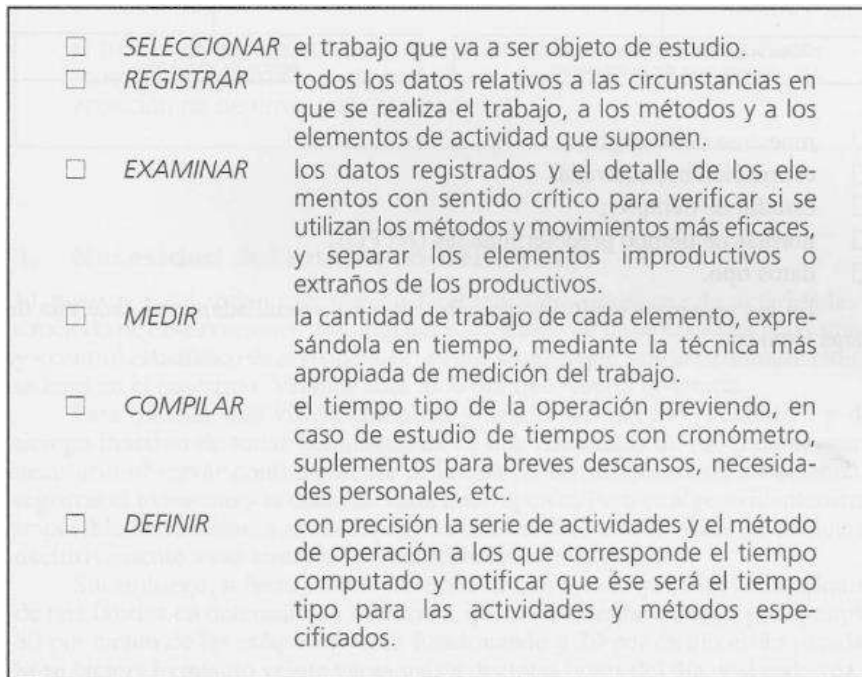 ☐ SELECCIONAR el trabajo que va a ser objeto de estudio.
☐ REGISTRAR todos los datos relativos a las circunstancias en
que se realiza el trabajo, a los métodos y a los
elementos de actividad que suponen.
☐ EXAMINAR los datos registrados y el detalle de los ele-
mentos con sentido crítico para verificar si se
utilizan los métodos y movimientos más eficaces,
y separar los elementos improductivos o
extraños de los productivos.
☐ MEDIR la cantidad de trabajo de cada elemento, expre-
sándola en tiempo, mediante la técnica más
apropiada de medición del trabajo.
☐ COMPILAR el tiempo tipo de la operación previendo, en
caso de estudio de tiempos con cronómetro,
suplementos para breves descansos, necesida-
des personales, etc.
☐ DEFINIR con precisión la serie de actividades y el método
de operación a los que corresponde el tiempo
computado y notificar que ése será el tiempo
tipo para las actividades y métodos espe-
cificados.